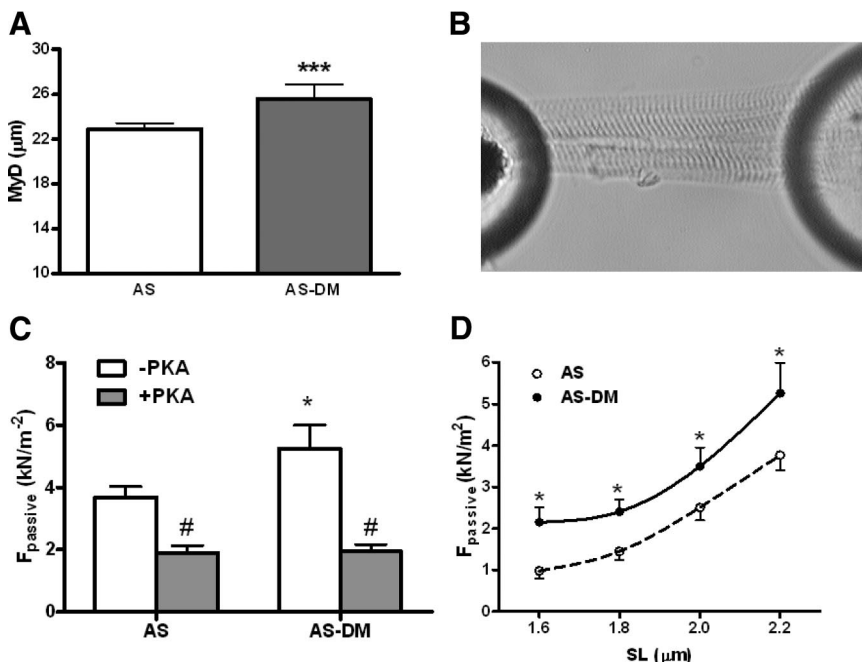 A
30
26
22
18
14
10
MyD (μm)
***
AS
AS-DM
B
C
8
6
4
2
0
F passive (kN/m⁻²)
-PKA
+PKA
*
#
#
AS
AS-DM
D
6
5
4
3
2
1
0
F passive (kN/m²)
AS
AS-DM
*
*
*
*
1.6
1.8
2.0
2.2
SL (μm)